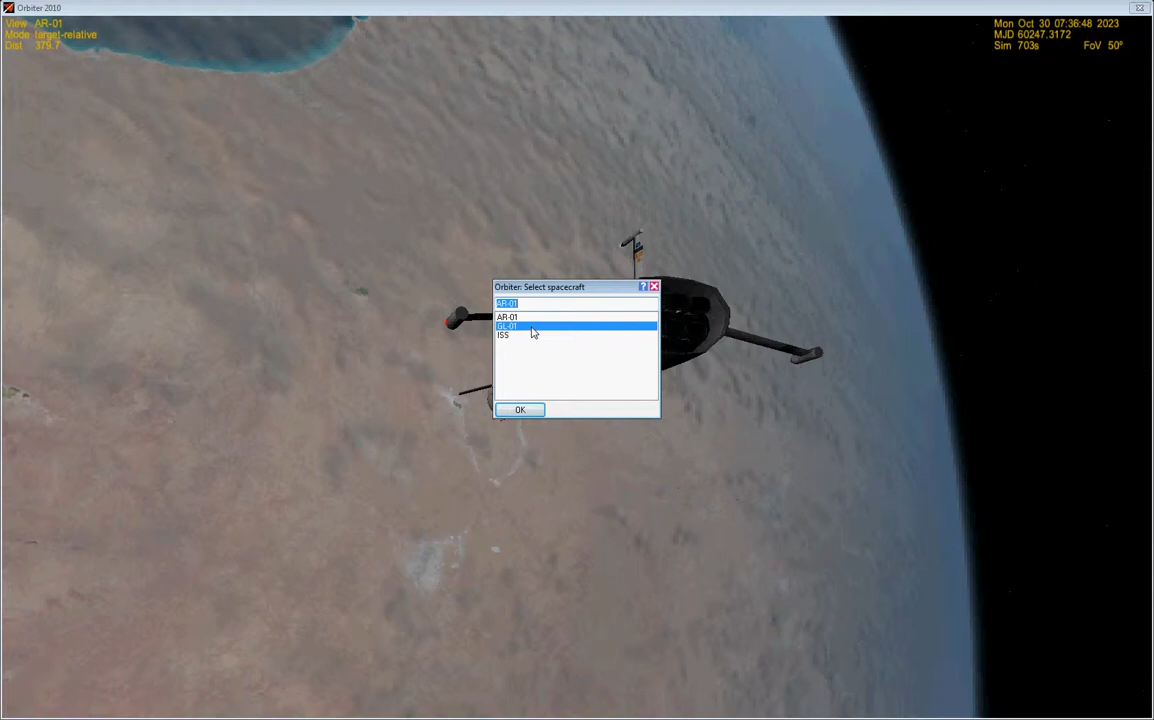 Orbiter 2010
View AR-01
Mode target-relative
Dist 379.7
Mon Oct 30 07:36:48 2023
MJD 60247.3172
Sim 703s FoV 50°
Orbiter: Select spacecraft
AR-01
AR-01
GL-01
ISS
OK